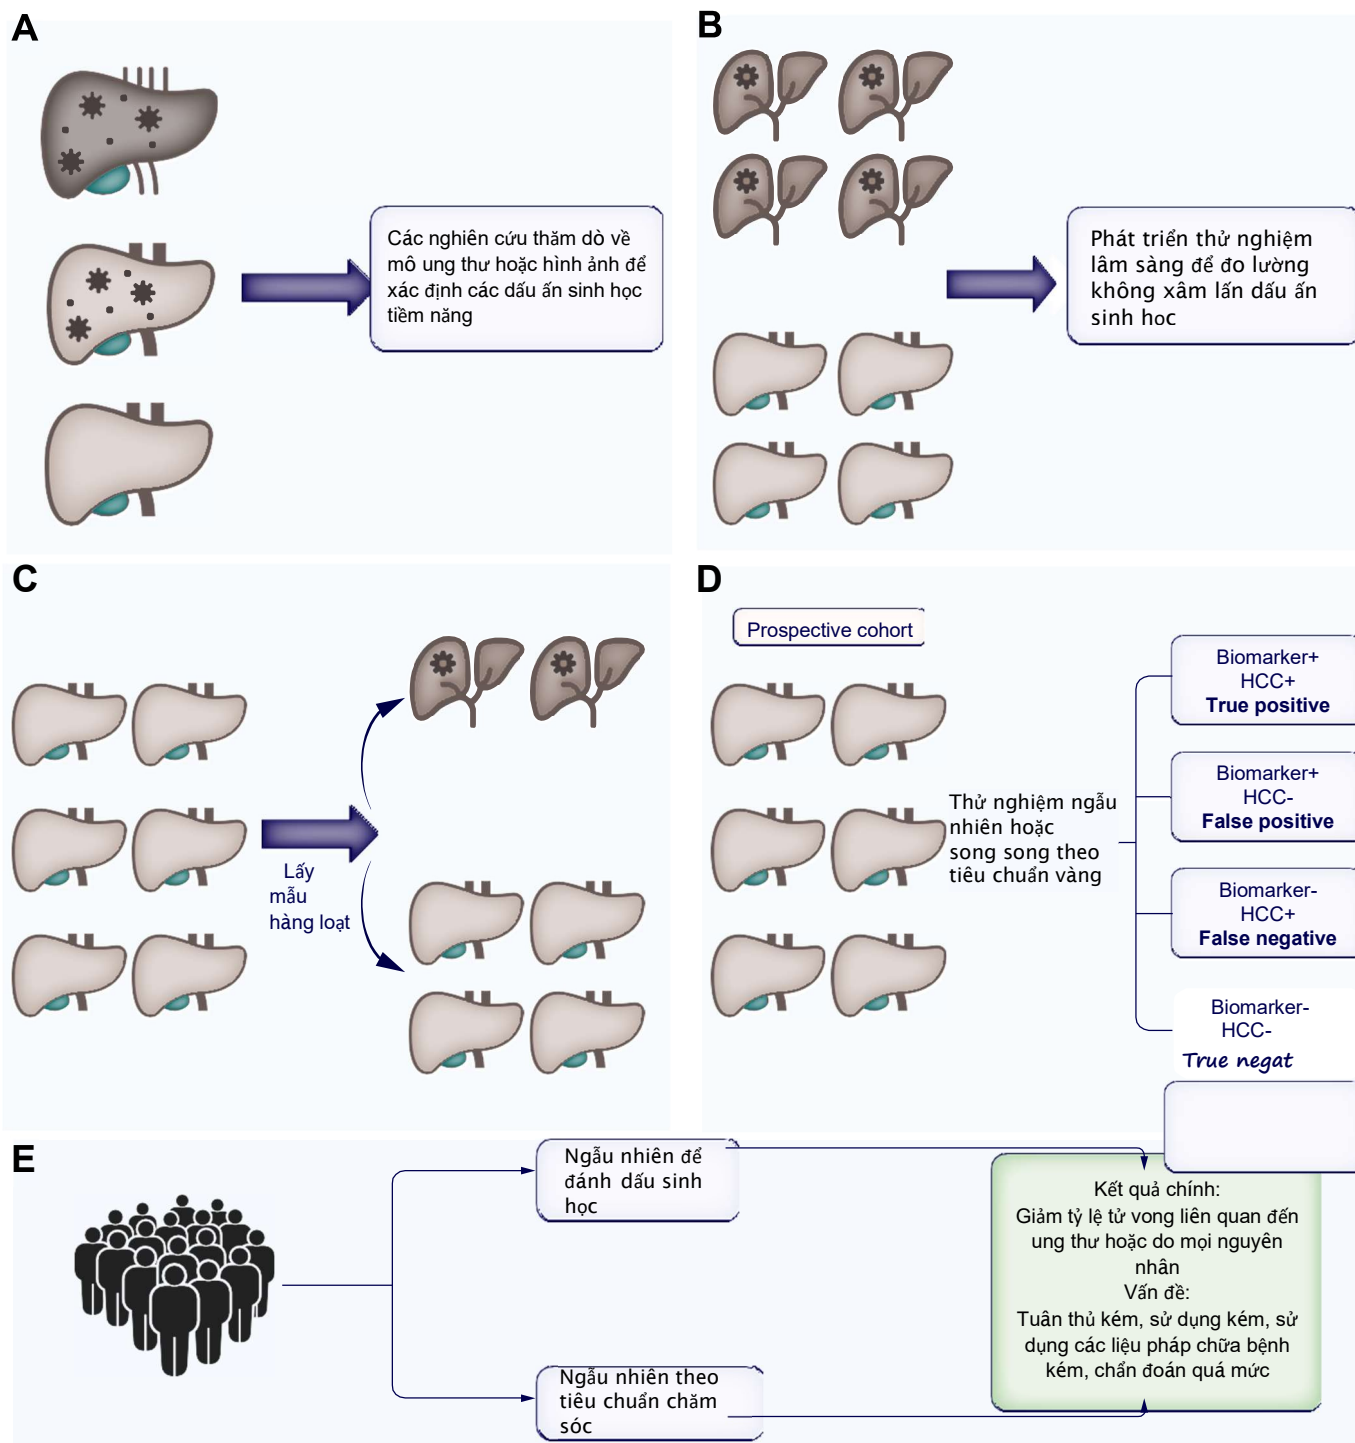 A
Các nghiên cứu thăm dò về
mô ung thư hoặc hình ảnh để
xác định các dấu ấn sinh học
tiềm năng
B
Phát triển thử nghiệm
lâm sàng để đo lường
không xâm lấn dấu ấn
sinh học
C
Lấy
mẫu
hàng loạt
D
Prospective cohort
Thử nghiệm ngẫu
nhiên hoặc
song song theo
tiêu chuẩn vàng
Biomarker+
HCC+
True positive
Biomarker+
HCC-
False positive
Biomarker-
HCC+
False negative
Biomarker-
HCC-
True negat
E
Ngẫu nhiên để
đánh dấu sinh
học
Ngẫu nhiên theo
tiêu chuẩn chăm
sóc
Kết quả chính:
Giảm tỷ lệ tử vong liên quan đến
ung thư hoặc do mọi nguyên
nhân
Vấn đề:
Tuân thủ kém, sử dụng kém, sử
dụng các liệu pháp chữa bệnh
kém, chẩn đoán quá mức